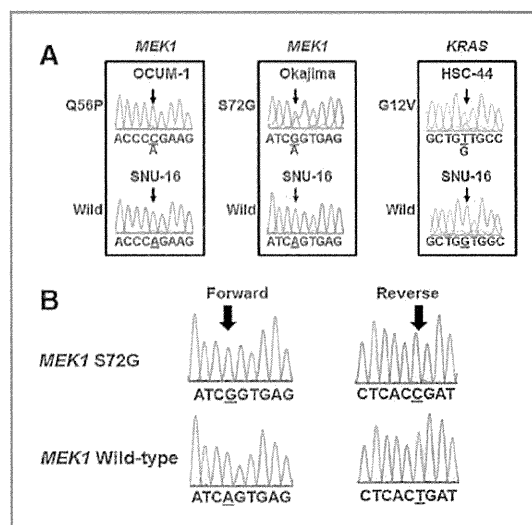 A
MEK1 MEK1 KRAS
OCUM-1 Okajima HSC-44
Q56P S72G G12V
ACCCCGAAG ATCGGTGAG GCTGTTGCC
A A G
SNU-16 SNU-16 SNU-16
Wild Wild Wild
ACCCAGAAG ATCAGTGAG GCTGGTGGC
B
Forward Reverse
MEK1 S72G
ATCGGTGAG CTCACCGAT
MEK1 Wild-type
ATCAGTGAG CTCACTGAT